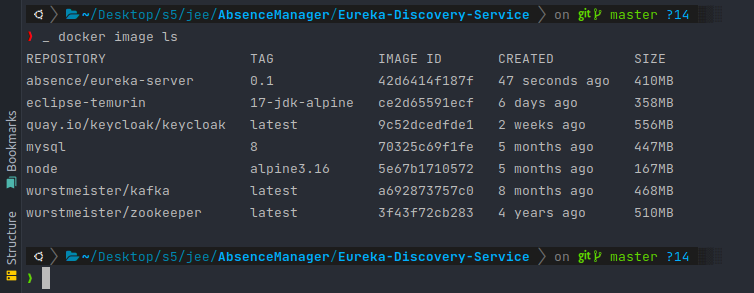 ~/Desktop/s5/jee/AbsenceManager/Eureka-Discovery-Service on git master ?14
) _ docker image ls
REPOSITORY TAG IMAGE ID CREATED SIZE
absence/eureka-server 0.1 42d6414f187f 47 seconds ago 410MB
eclipse-temurin 17-jdk-alpine ce2d65591ecf 6 days ago 358MB
quay.io/keycloak/keycloak latest 9c52dcedfde1 2 weeks ago 556MB
mysql 8 70325c69f1fe 5 months ago 447MB
node alpine3.16 5e67b1710572 5 months ago 167MB
wurstmeister/kafka latest a692873757c0 8 months ago 468MB
wurstmeister/zookeeper latest 3f43f72cb283 4 years ago 510MB
~/Desktop/s5/jee/AbsenceManager/Eureka-Discovery-Service on git master ?14
)
Bookmarks
Structure